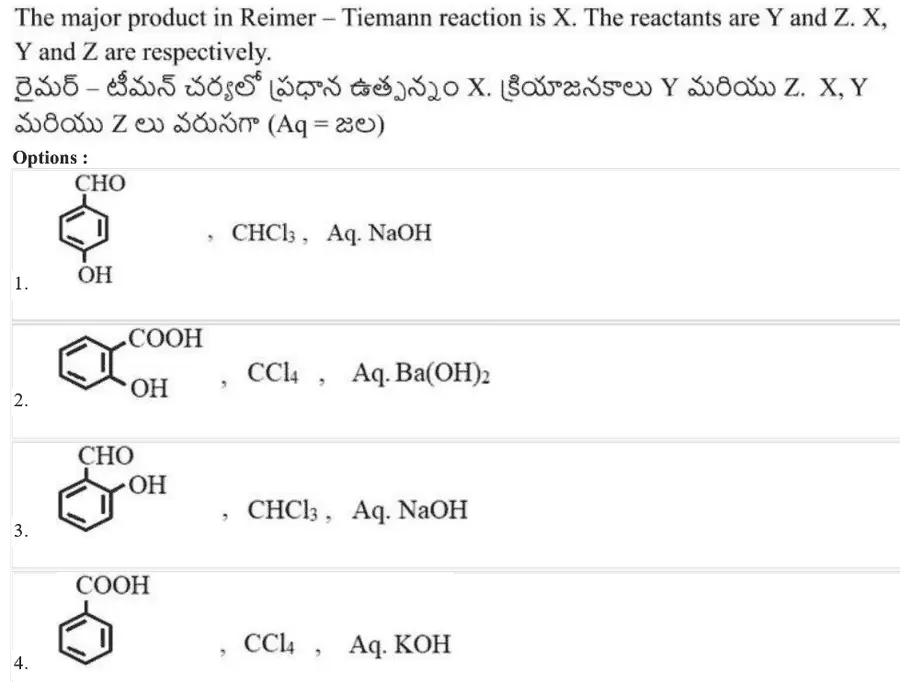 The major product in Reimer – Tiemann reaction is X. The reactants are Y and Z. X,
Y and Z are respectively.
రైమర్ – టీమన్ చర్యలో ప్రధాన ఉత్పన్నం X. క్రియాజనకాలు Y మరియు Z. X, Y
మరియు Z లు వరుసగా (Aq = జల)
Options :
CHO
, CHCl₃ , Aq. NaOH
OH
1.
COOH
OH
, CCl₄ , Aq. Ba(OH)₂
2.
CHO
OH
, CHCl₃ , Aq. NaOH
3.
COOH
, CCl₄ , Aq. KOH
4.